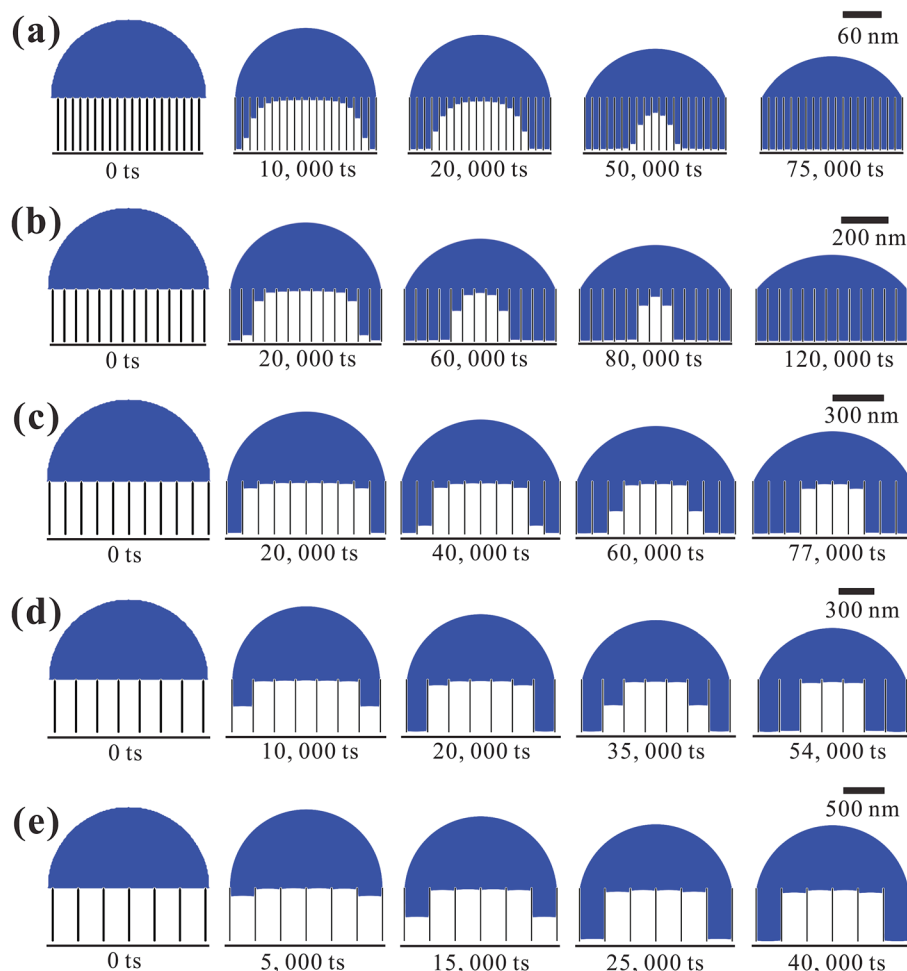 (a)
60 nm
0 ts
10, 000 ts
20, 000 ts
50, 000 ts
75, 000 ts
(b)
200 nm
0 ts
20, 000 ts
60, 000 ts
80, 000 ts
120, 000 ts
(c)
300 nm
0 ts
20, 000 ts
40, 000 ts
60, 000 ts
77, 000 ts
(d)
300 nm
0 ts
10, 000 ts
20, 000 ts
35, 000 ts
54, 000 ts
(e)
500 nm
0 ts
5, 000 ts
15, 000 ts
25, 000 ts
40, 000 ts